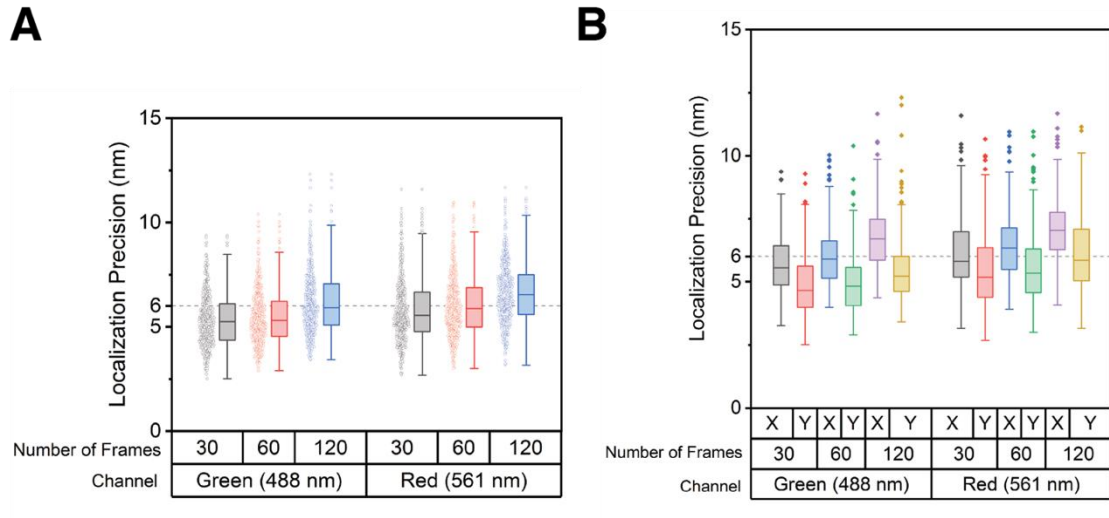 A
B
Localization Precision (nm)
15
10
6
5
0
Number of Frames
30 60 120 30 60 120
Channel
Green (488 nm) Red (561 nm)
Localization Precision (nm)
15
10
6
5
0
X Y X Y X Y X Y X Y X Y
Number of Frames
30 60 120 30 60 120
Channel
Green (488 nm) Red (561 nm)